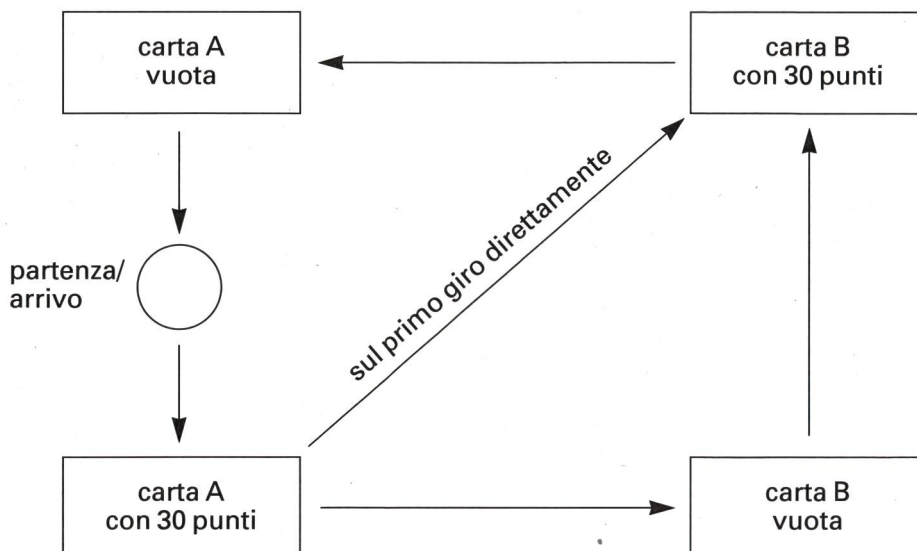 carta A
vuota
carta B
con 30 punti
partenza/
arrivo
sul primo giro direttamente
carta A
con 30 punti
carta B
vuota